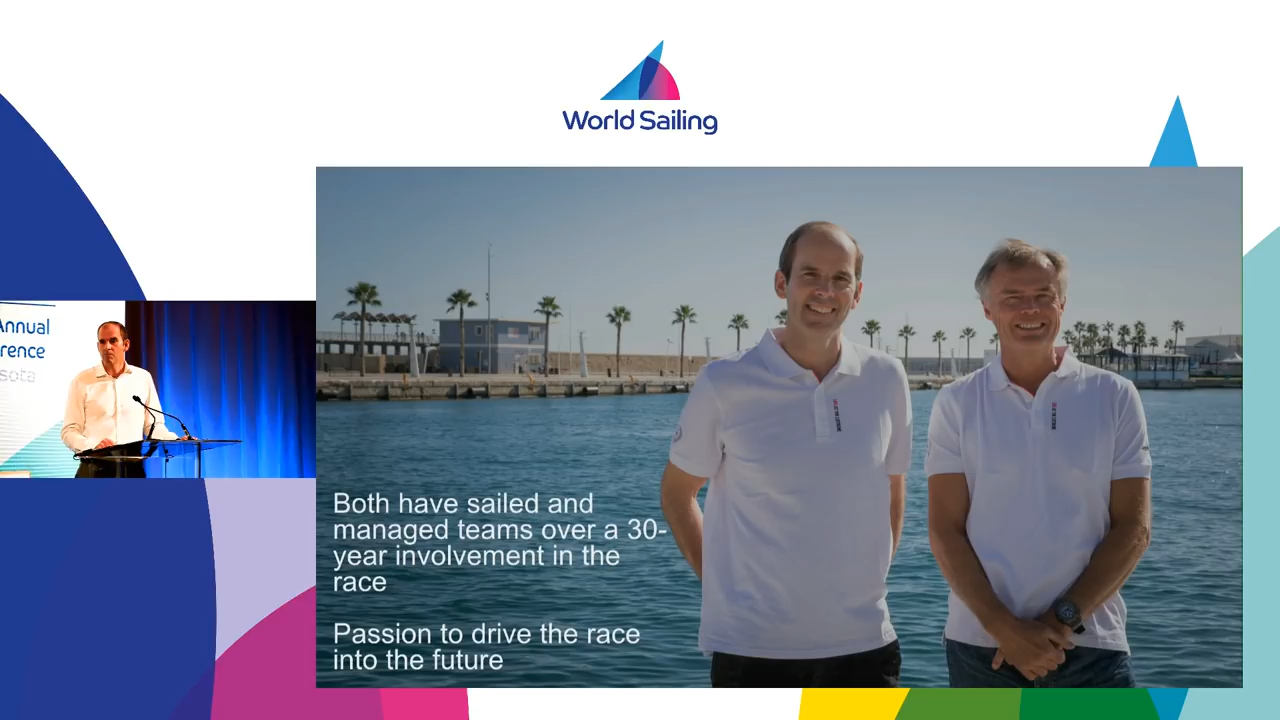 World Sailing
Annual
rence
sota
Both have sailed and
managed teams over a 30-
year involvement in the
race
Passion to drive the race
into the future